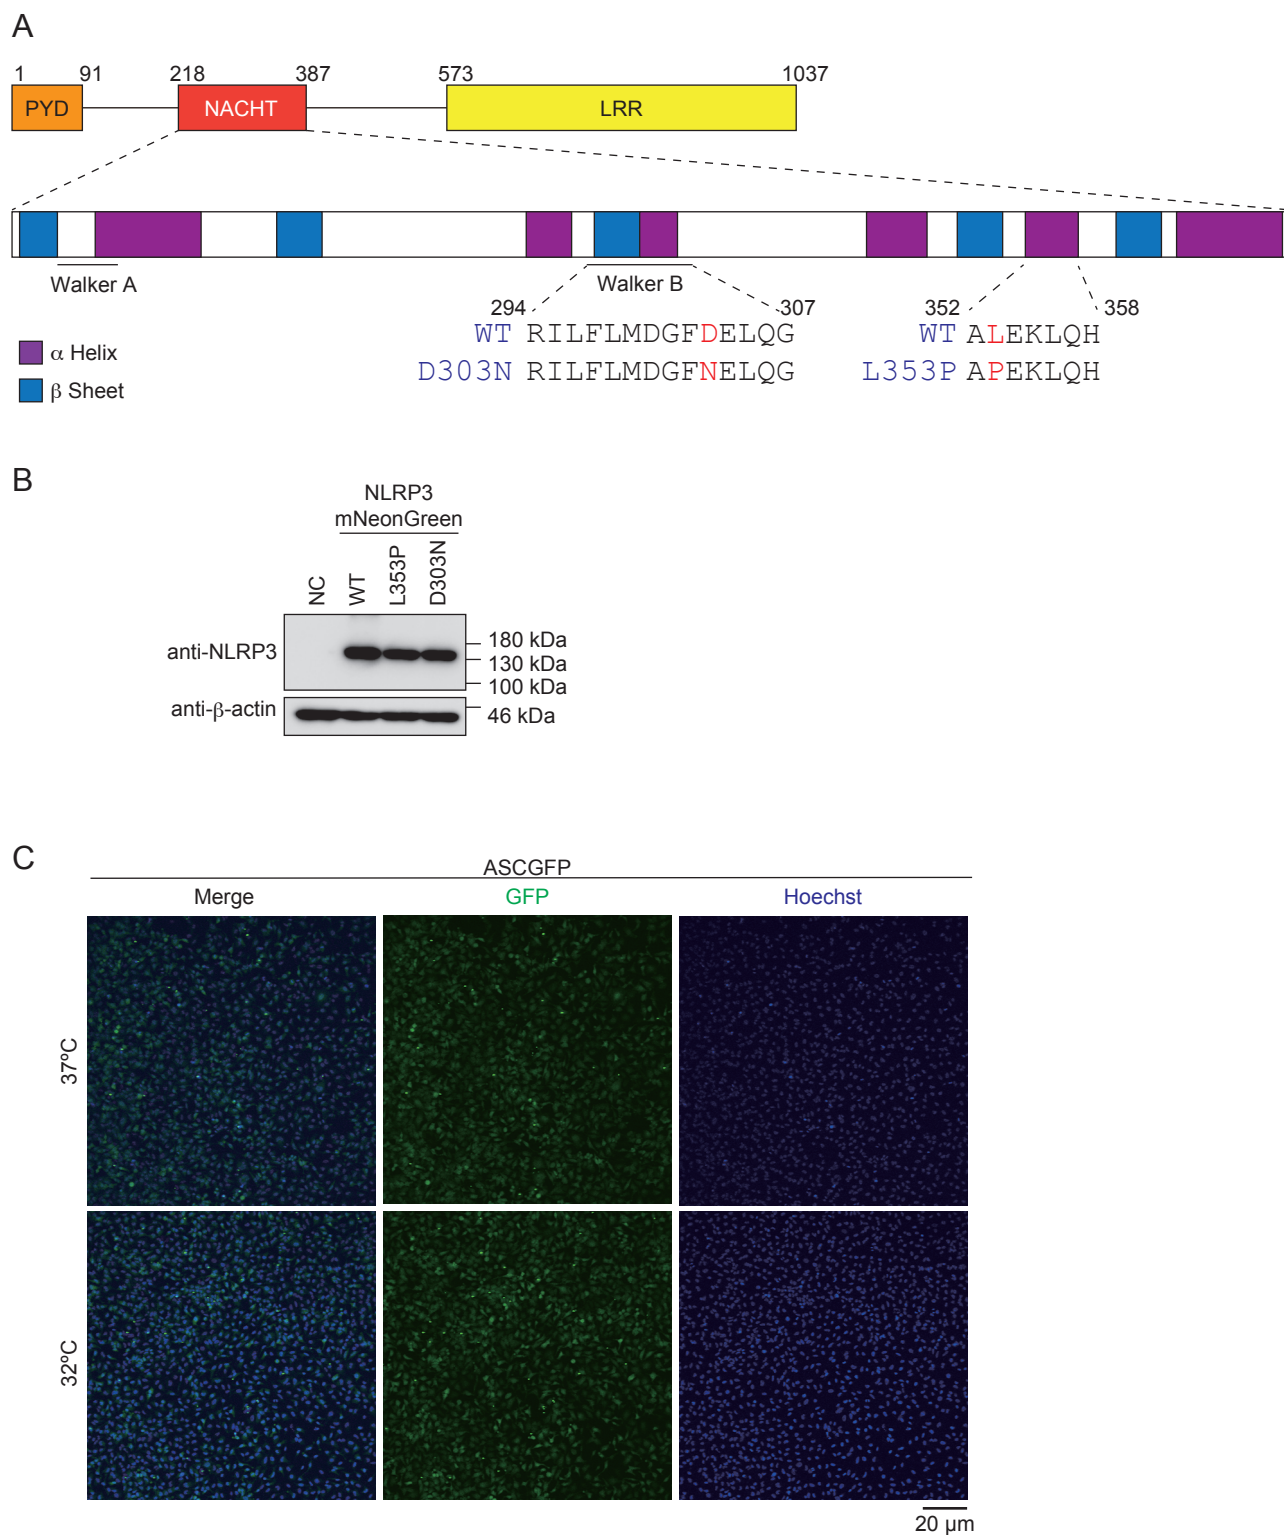 A
1 91 218 387 573 1037
PYD NACHT LRR
Walker A Walker B
294 307 352 358
WT RILFLMDGFDELQG WT ALEKLQH
D303N RILFLMDGFNELQG L353P APEKLQH
α Helix
β Sheet
B
NLRP3
mNeonGreen
NC WT L353P D303N
anti-NLRP3
180 kDa
130 kDa
100 kDa
anti-β-actin
46 kDa
C
ASCGFP
Merge GFP Hoechst
37ºC
32ºC
20 μm